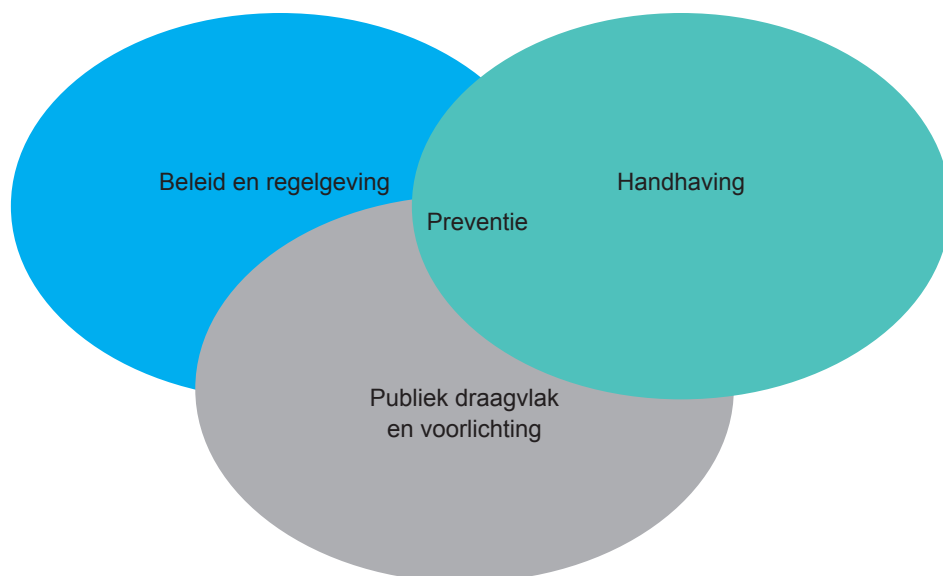 Beleid en regelgeving
Handhaving
Preventie
Publiek draagvlak
en voorlichting